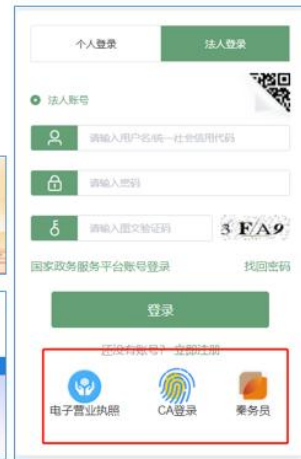 个人登录 法人登录
法人账号
请输入用户名/统一社会信用代码
请输入密码
请输入图文验证码 3 FA9
国家政务服务平台账号登录 找回密码
登录
还没有账号? 立即注册
电子营业执照 CA登录 秦务员